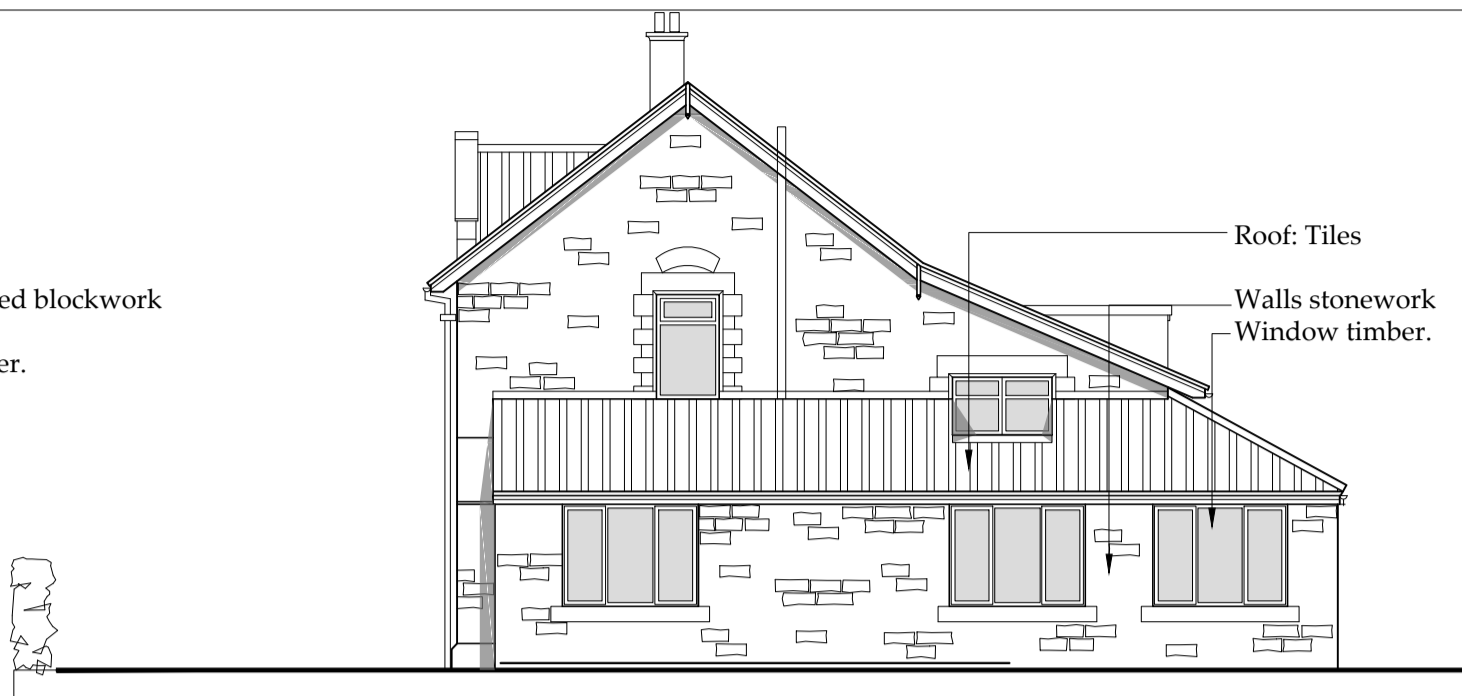 ed blockwork
er.
Roof: Tiles
Walls stonework
Window timber.